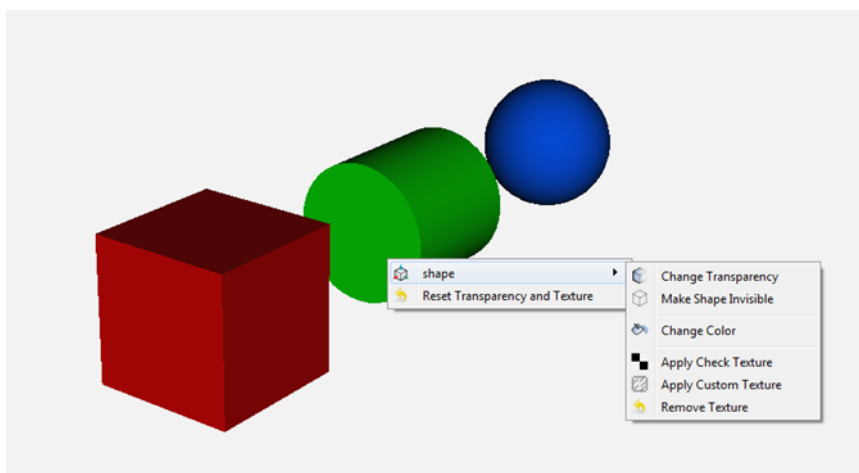 shape
Reset Transparency and Texture
Change Transparency
Make Shape Invisible
Change Color
Apply Check Texture
Apply Custom Texture
Remove Texture